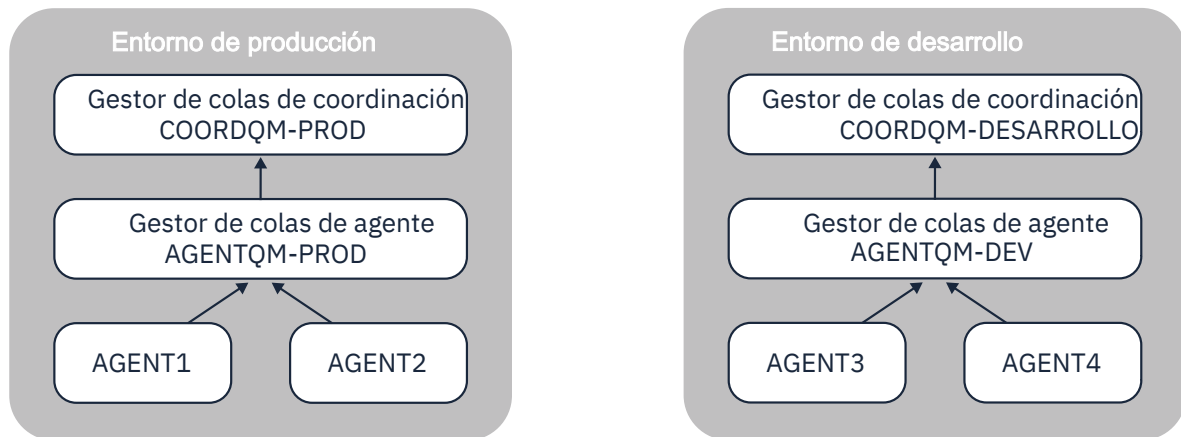 Entorno de producción
Gestor de colas de coordinación
COORDQM-PROD
Gestor de colas de agente
AGENTQM-PROD
AGENT1
AGENT2
Entorno de desarrollo
Gestor de colas de coordinación
COORDQM-DESARROLLO
Gestor de colas de agente
AGENTQM-DEV
AGENT3
AGENT4